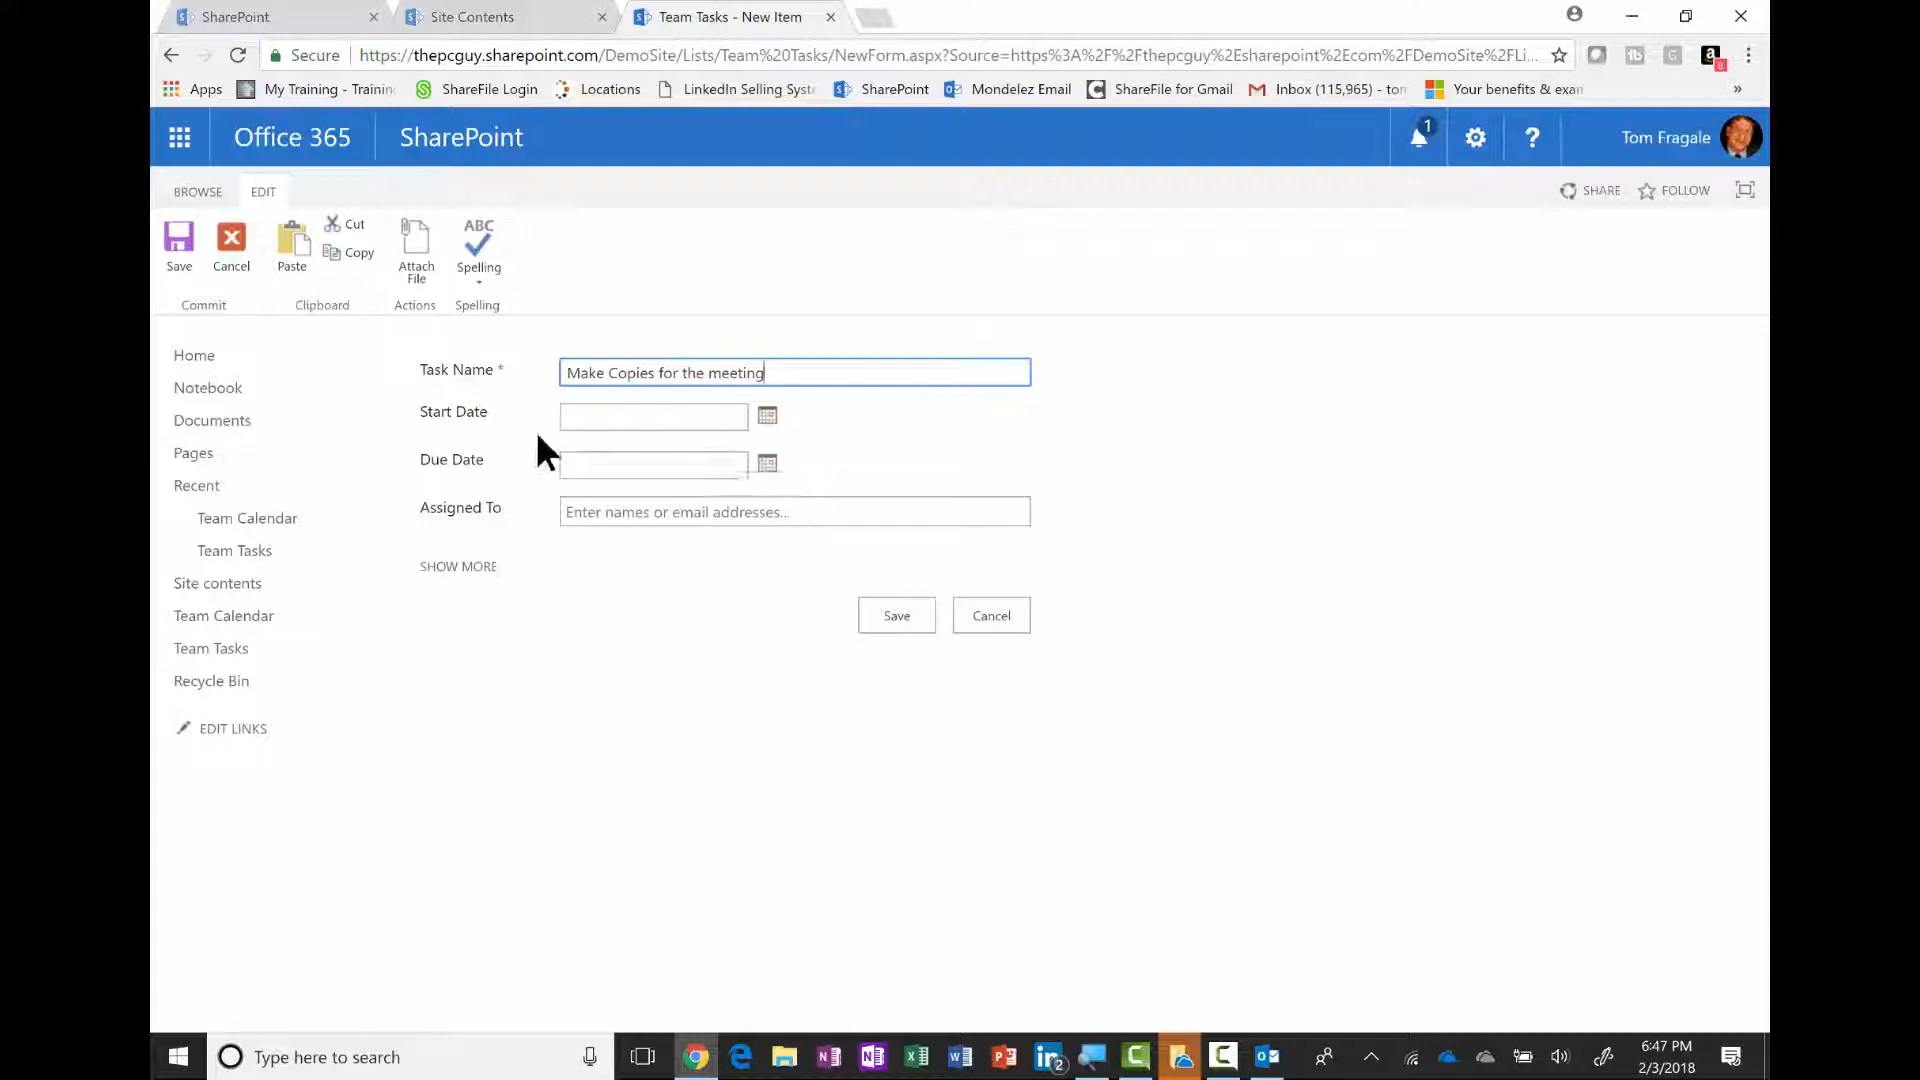 SharePoint
Site Contents
Team Tasks - New Item
Secure
https://thepcguy.sharepoint.com/DemoSite/Lists/Team%20Tasks/NewForm.aspx?Source=https%3A%2F%2Fthepcguy%2Esharepoint%2Ecom%2FDemoSite%2FLi...
Apps
My Training - Training
ShareFile Login
Locations
LinkedIn Selling Syste
SharePoint
Mondelez Email
ShareFile for Gmail
Inbox (115,965) - tom
Your benefits & exam
»
Office 365
SharePoint
1
?
Tom Fragale
BROWSE
EDIT
SHARE
FOLLOW
Save
Cancel
Paste
Cut
Copy
Attach
File
ABC
Spelling
Commit
Clipboard
Actions
Spelling
Home
Notebook
Documents
Pages
Recent
Team Calendar
Team Tasks
Site contents
Team Calendar
Team Tasks
Recycle Bin
EDIT LINKS
Task Name *
Make Copies for the meeting
Start Date
Due Date
Assigned To
Enter names or email addresses...
SHOW MORE
Save
Cancel
Type here to search
2
6:47 PM
2/3/2018